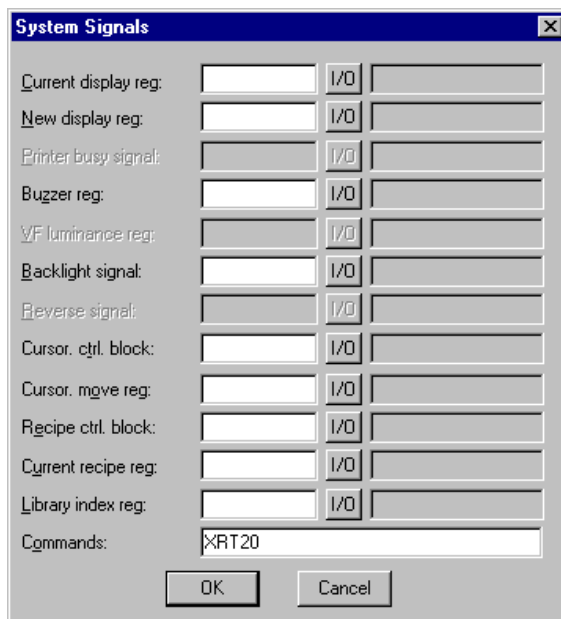 System Signals
Current display reg: I/O
New display reg: I/O
Printer busy signal: I/O
Buzzer reg: I/O
VF luminance reg: I/O
Backlight signal: I/O
Reverse signal: I/O
Cursor. ctrl. block: I/O
Cursor. move reg: I/O
Recipe ctrl. block: I/O
Current recipe reg: I/O
Library index reg: I/O
Commands: XRT20
OK Cancel